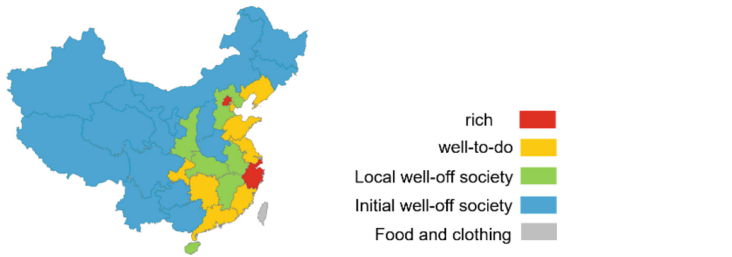 rich
well-to-do
Local well-off society
Initial well-off society
Food and clothing